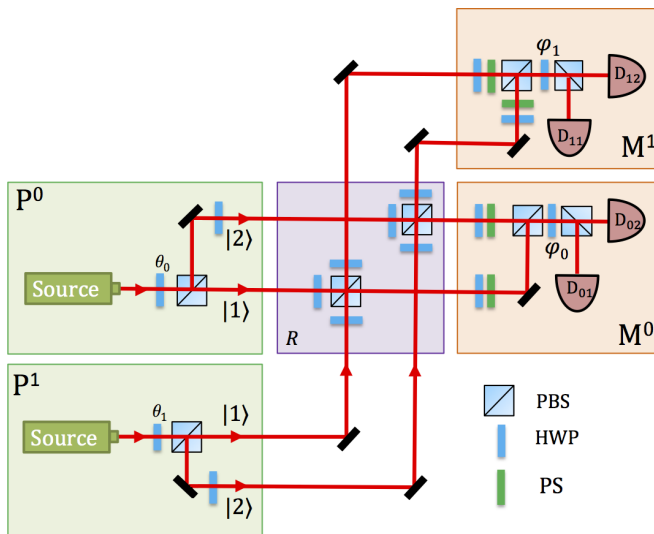 φ₁
D₁₂
D₁₁
M¹
P⁰
θ₀
|2⟩
Source
|1⟩
R
D₀₂
φ₀
D₀₁
M⁰
P¹
θ₁
|1⟩
Source
|2⟩
PBS
HWP
PS